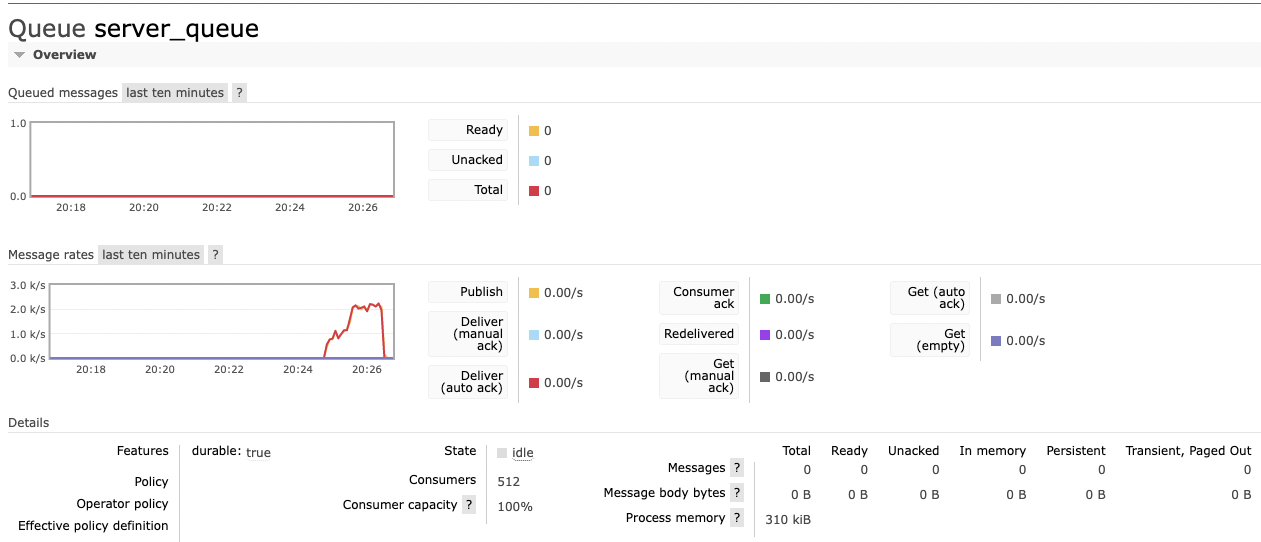 Queue server_queue
Overview
Queued messages last ten minutes ?
1.0
0.0
20:18 20:20 20:22 20:24 20:26
Ready 0
Unacked 0
Total 0
Message rates last ten minutes ?
3.0 k/s
2.0 k/s
1.0 k/s
0.0 k/s
20:18 20:20 20:22 20:24 20:26
Publish 0.00/s
Deliver
(manual
ack)
0.00/s
Deliver
(auto ack)
0.00/s
Consumer
ack
0.00/s
Redelivered 0.00/s
Get
(manual
ack)
0.00/s
Get (auto
ack)
0.00/s
Get
(empty)
0.00/s
Details
Features durable: true
Policy
Operator policy
Effective policy definition
State idle
Consumers 512
Consumer capacity ? 100%
Total Ready Unacked In memory Persistent Transient, Paged Out
Messages ? 0 0 0 0 0 0
Message body bytes ? 0 B 0 B 0 B 0 B 0 B 0 B
Process memory ? 310 kiB